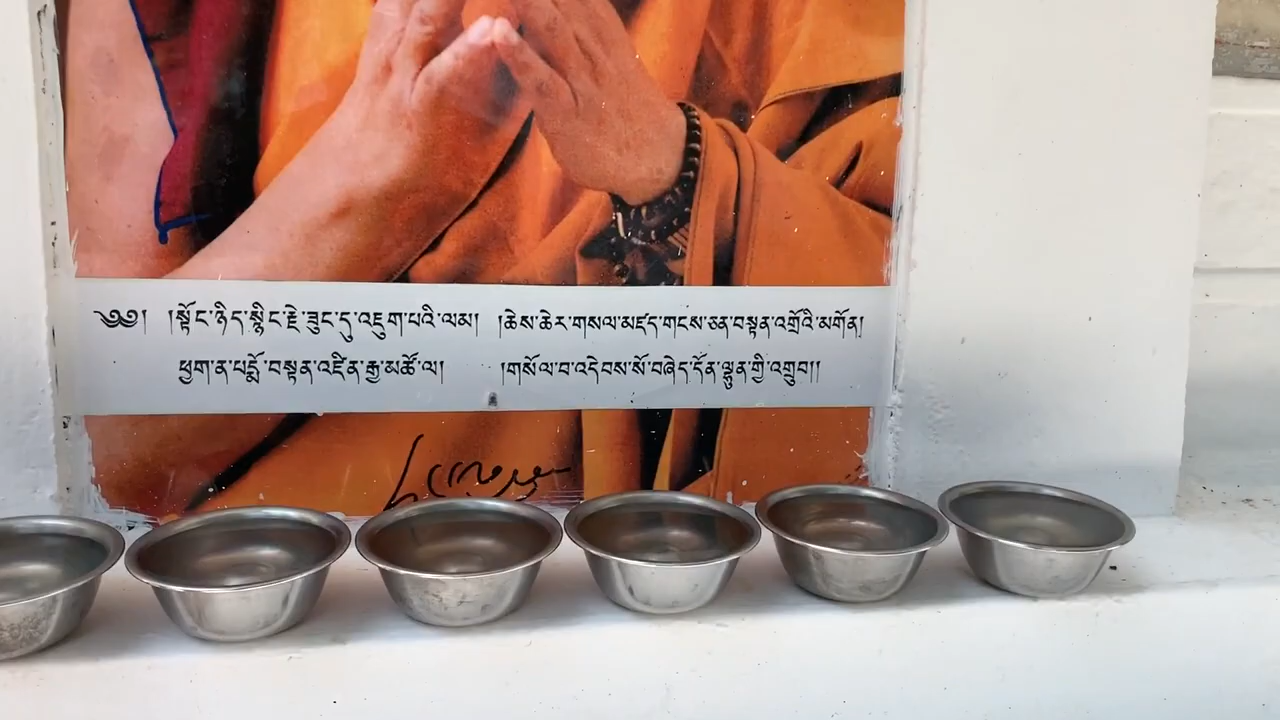 ༄༅། །སྟོང་ཉིད་སྙིང་རྗེ་ཟུང་དུ་འཇུག་པའི་ལམ། །ཆེས་ཆེར་གསལ་མཛད་གངས་ཅན་བསྟན་འགྲོའི་མགོན།
ཕྱག་ན་པདྨོ་བསྟན་འཛིན་རྒྱ་མཚོ་ལ། །གསོལ་བ་འདེབས་སོ་བཞེད་དོན་ལྷུན་གྱི་འགྲུབ།།